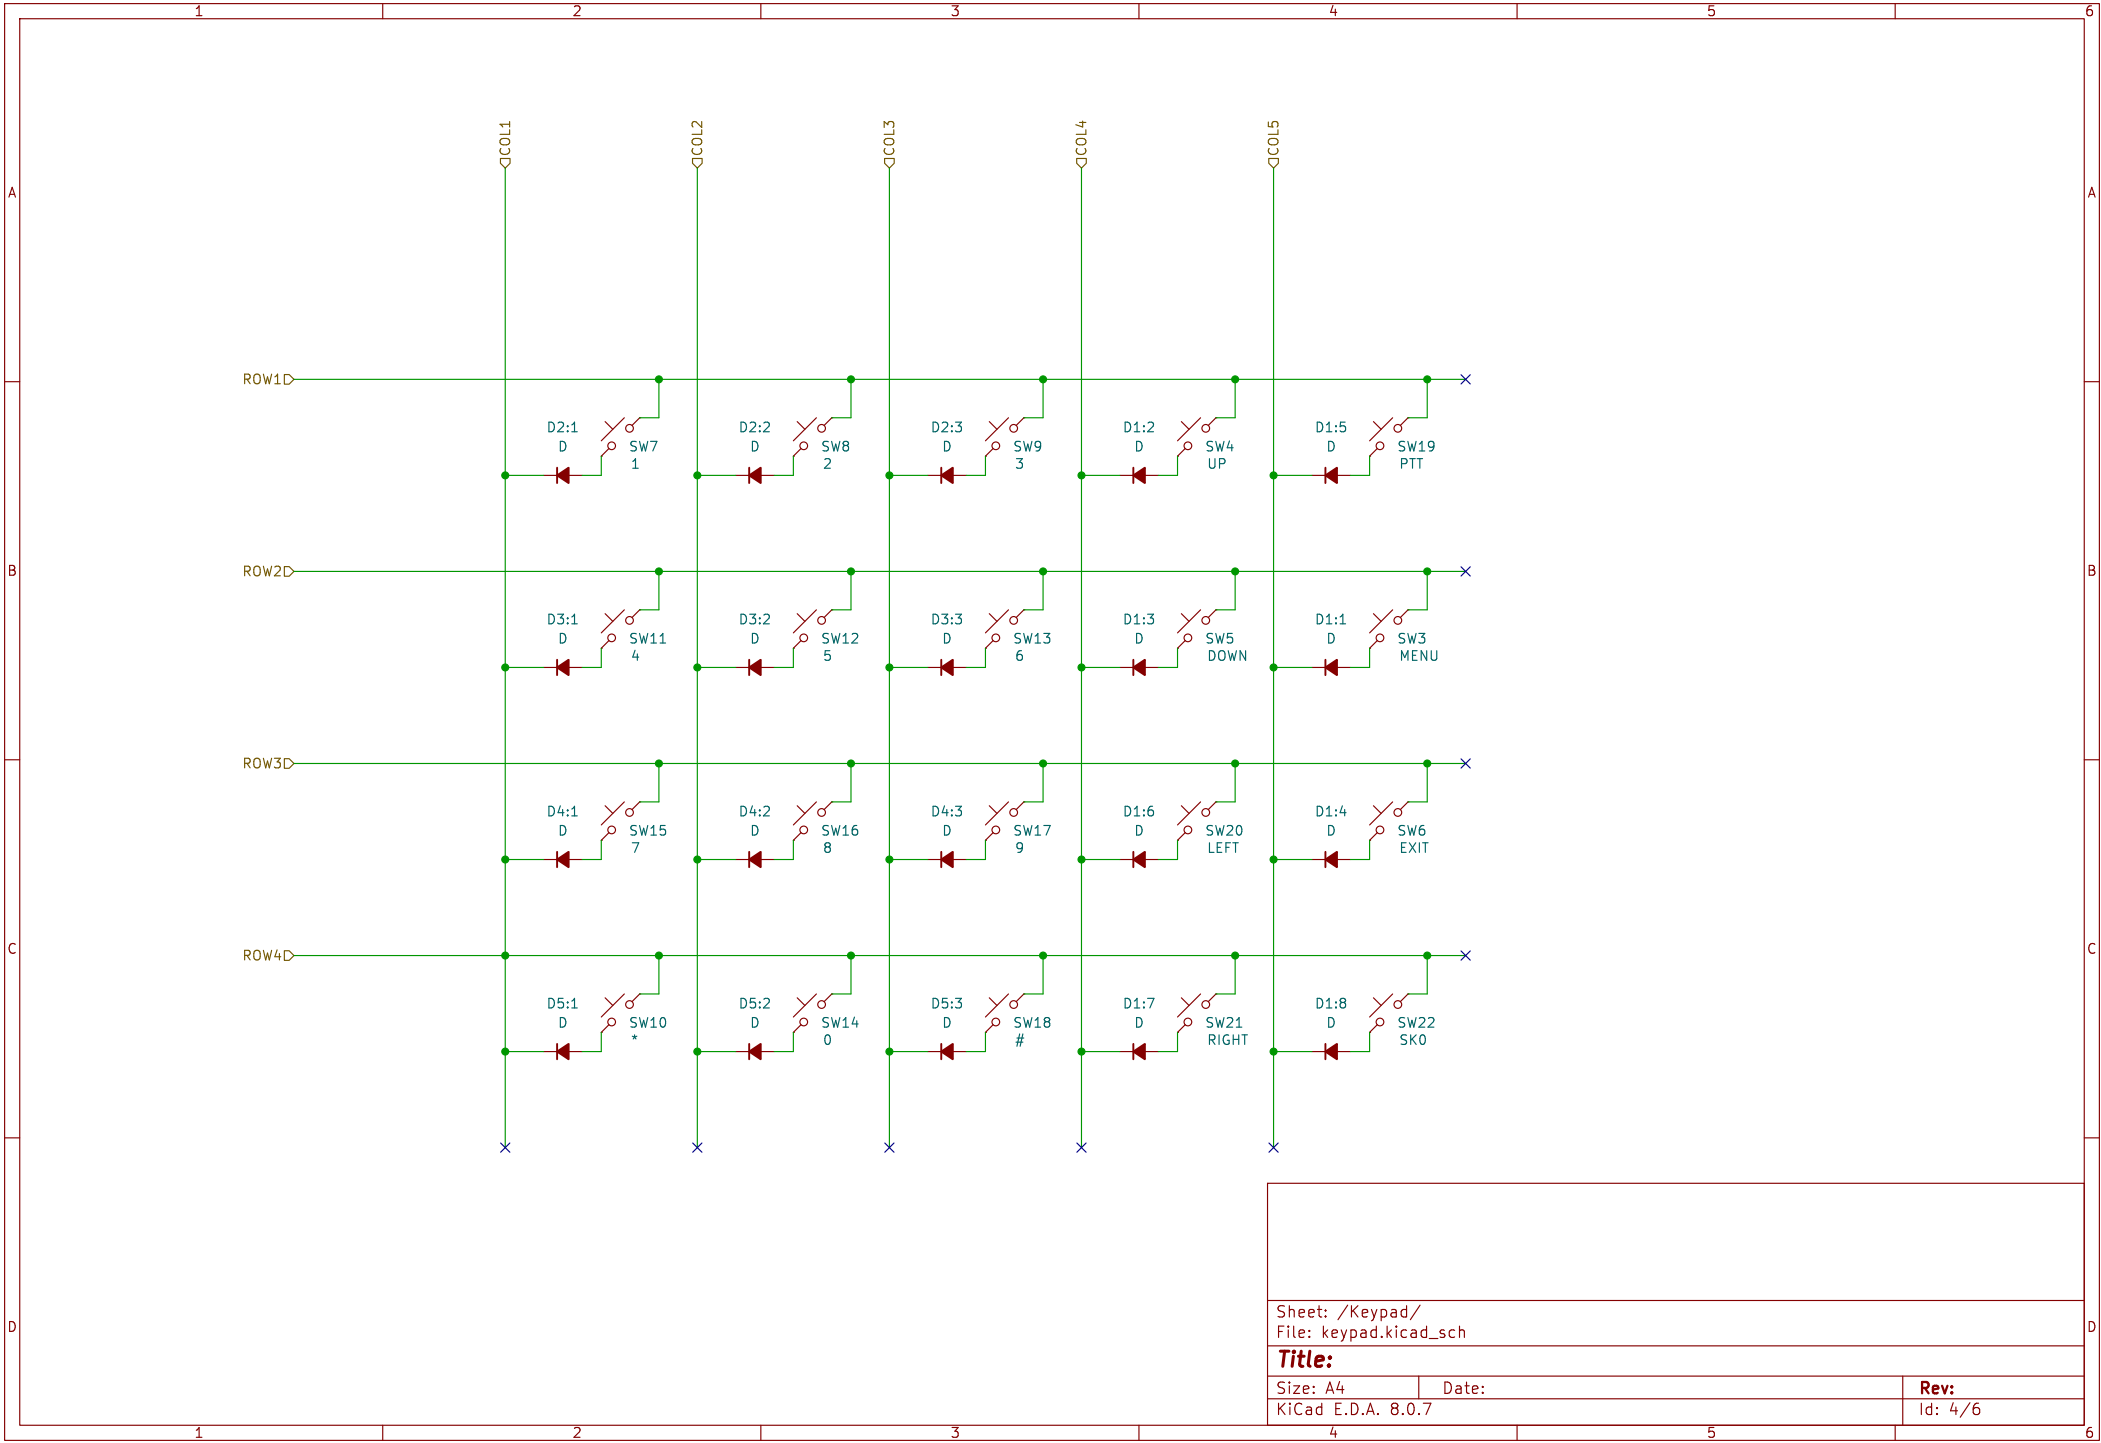 1 2 3 4 5 6
COL1 COL2 COL3 COL4 COL5
A A
ROW1
D2:1 D2:2 D2:3 D1:2 D1:5
D SW7 D SW8 D SW9 D SW4 D SW19
1 2 3 UP PTT
B B
ROW2
D3:1 D3:2 D3:3 D1:3 D1:1
D SW11 D SW12 D SW13 D SW5 D SW3
4 5 6 DOWN MENU
ROW3
D4:1 D4:2 D4:3 D1:6 D1:4
D SW15 D SW16 D SW17 D SW20 D SW6
7 8 9 LEFT EXIT
C C
ROW4
D5:1 D5:2 D5:3 D1:7 D1:8
D SW10 D SW14 D SW18 D SW21 D SW22
* 0 # RIGHT SK0
Sheet: /Keypad/
D D
File: keypad.kicad_sch
Title:
Size: A4 Date: Rev:
KiCad E.D.A. 8.0.7 Id: 4/6
1 2 3 4 5 6